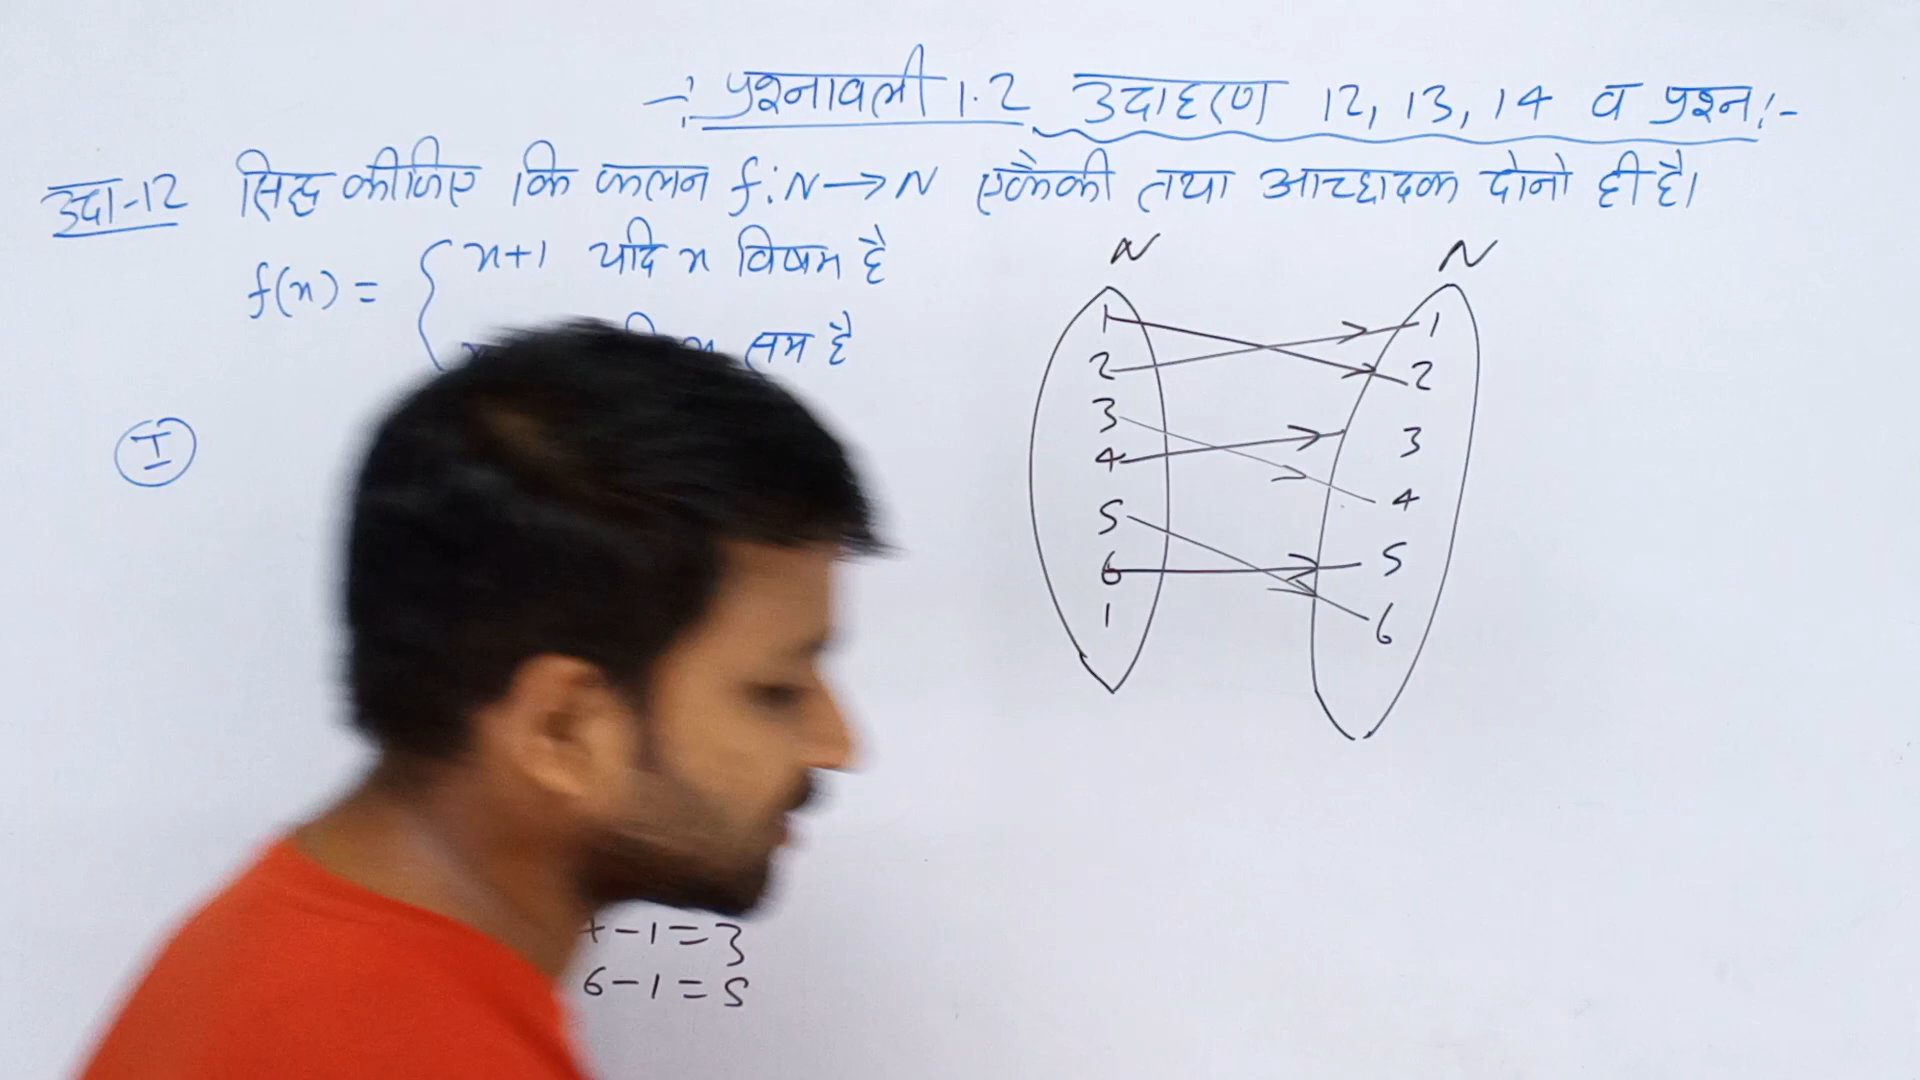 -: प्रश्नावली 1.2 उदाहरण 12, 13, 14 व प्रश्न:-
उदा-12 सिद्ध कीजिए कि फलन f: N→N एकैकी तथा आच्छादक दोनो ही है।
f(x) = { x+1 यदि x विषम है
सम है
I
N N
1 1
2 2
3 3
4 4
5 5
6 6
1
-1=3
6-1=5